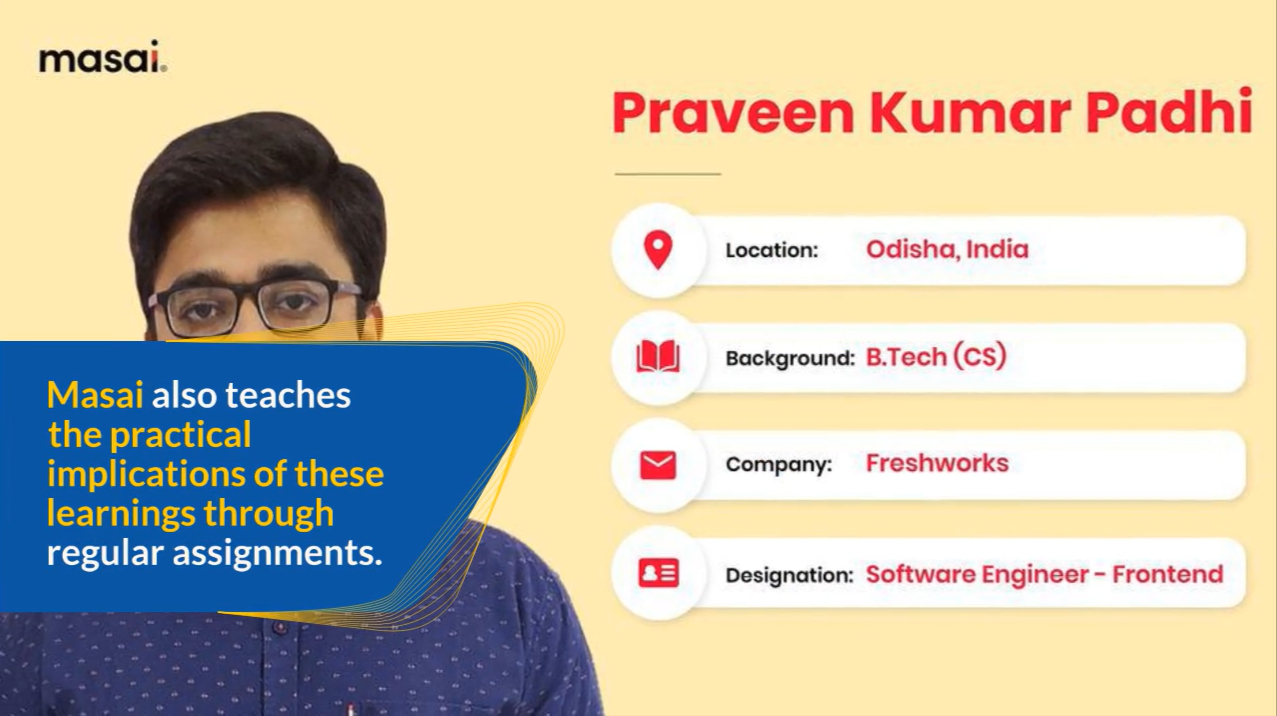 masai.
Praveen Kumar Padhi
Location: Odisha, India
Background: B.Tech (CS)
Company: Freshworks
Designation: Software Engineer - Frontend
Masai also teaches
the practical
implications of these
learnings through
regular assignments.